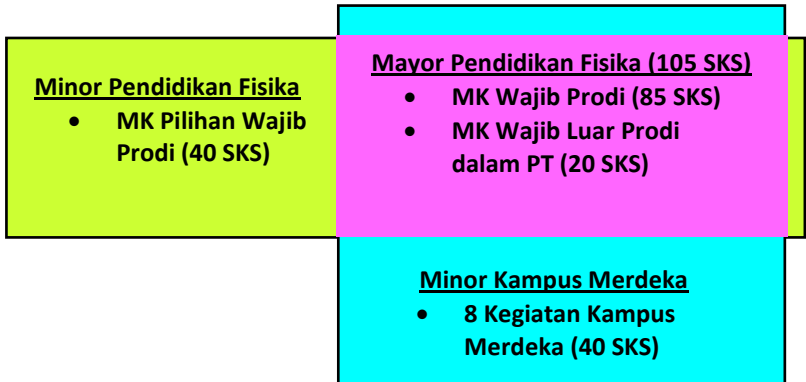 Minor Pendidikan Fisika
• MK Pilihan Wajib
Prodi (40 SKS)
Mayor Pendidikan Fisika (105 SKS)
• MK Wajib Prodi (85 SKS)
• MK Wajib Luar Prodi
dalam PT (20 SKS)
Minor Kampus Merdeka
• 8 Kegiatan Kampus
Merdeka (40 SKS)